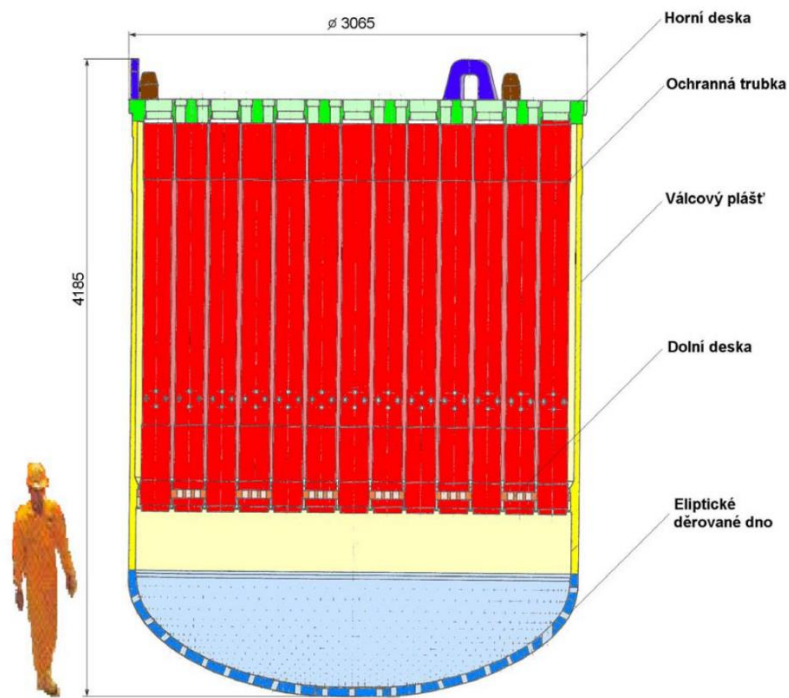 ø 3065
Horní deska
Ochranná trubka
Válcový plášť
4185
Dolní deska
Eliptické
děrované dno